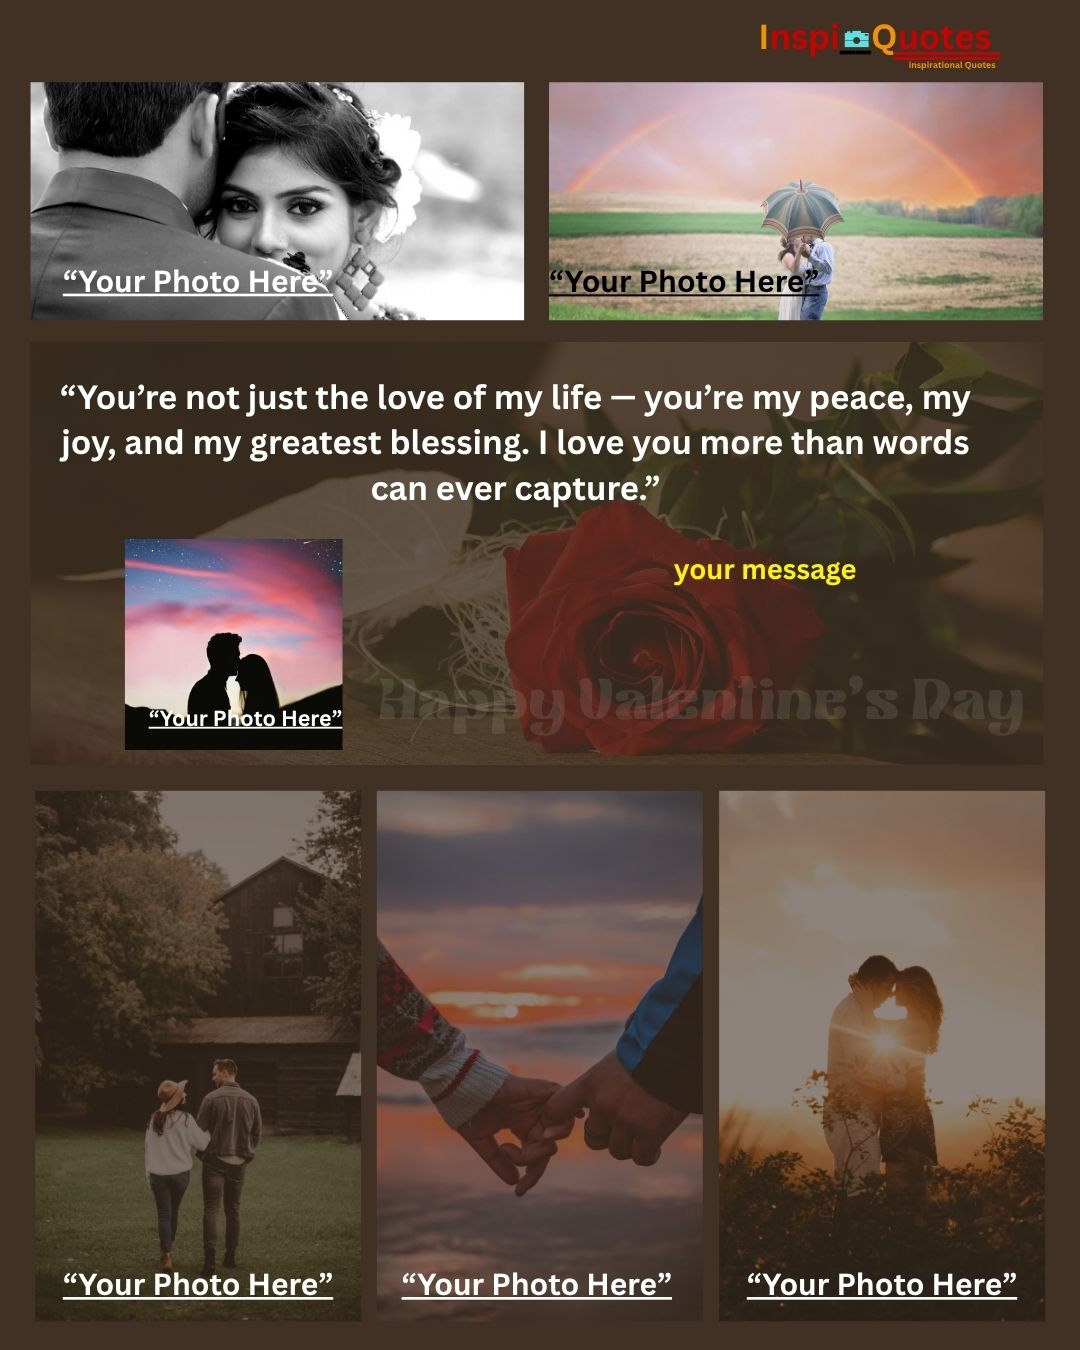 InspiQuotes
Inspirational Quotes
“Your Photo Here”
“Your Photo Here”
“You’re not just the love of my life — you’re my peace, my
joy, and my greatest blessing. I love you more than words
can ever capture.”
your message
Happy Valentine’s Day
“Your Photo Here”
“Your Photo Here”
“Your Photo Here”
“Your Photo Here”